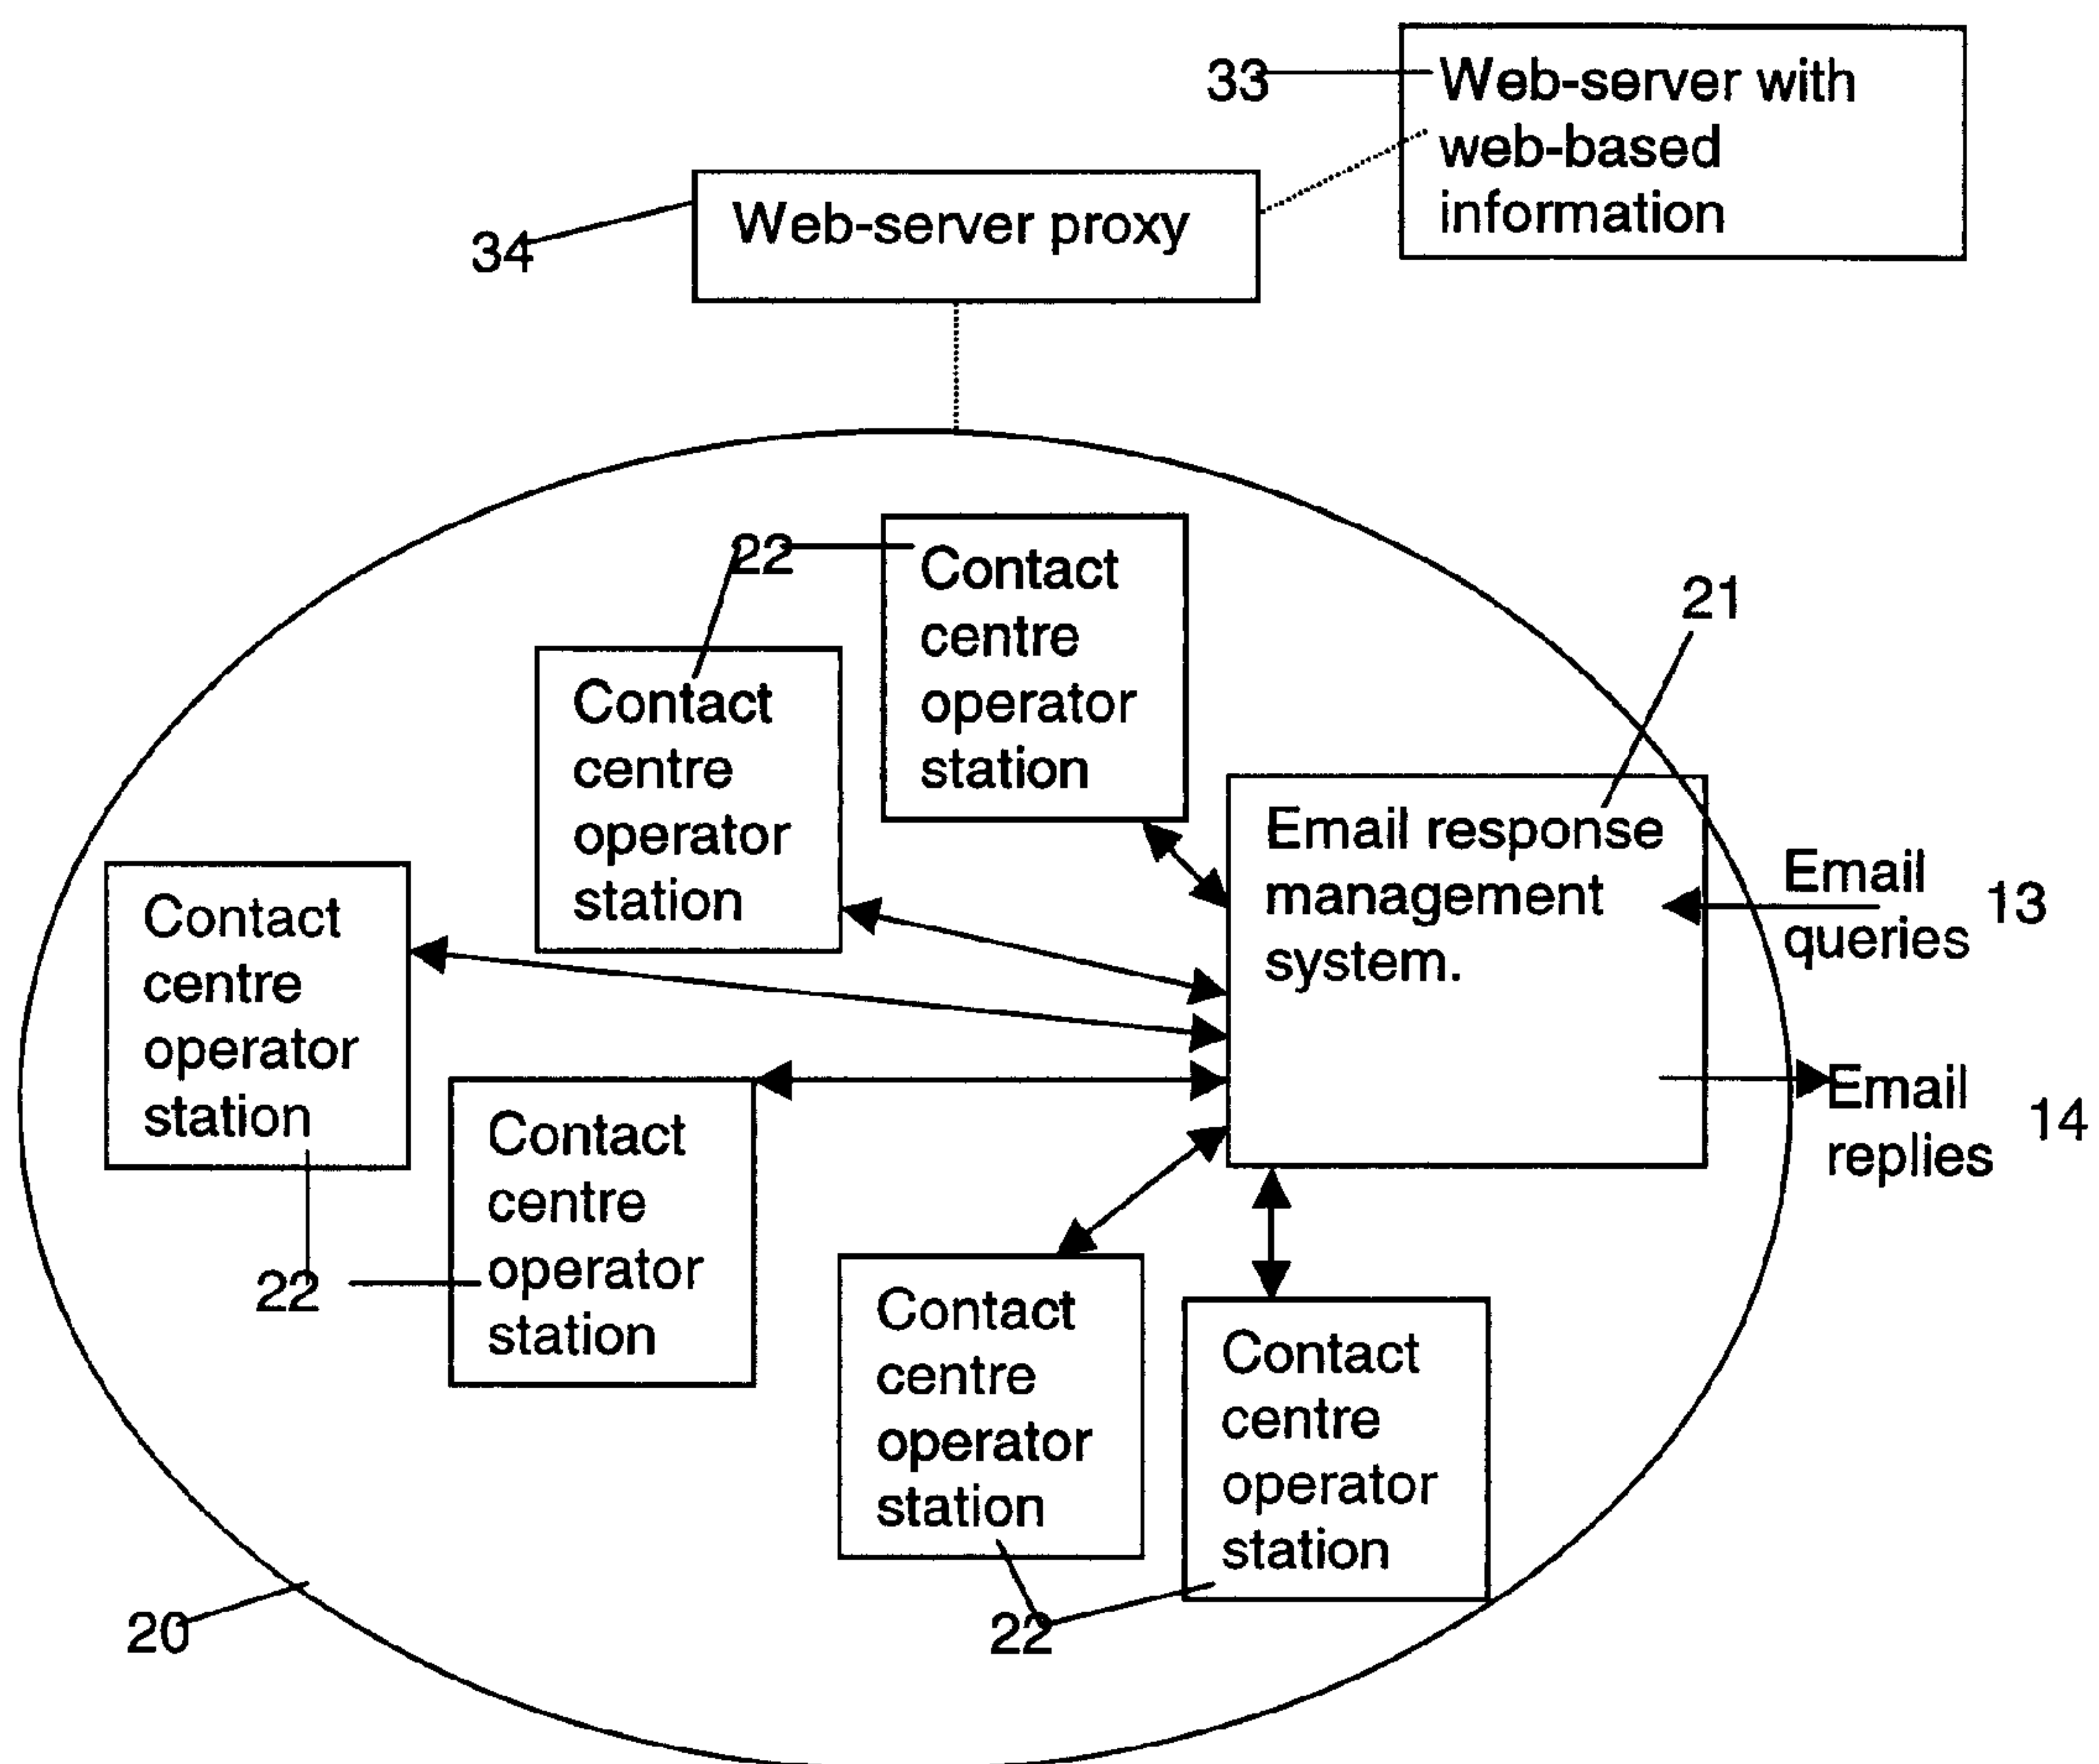 33
Web-server with
web-based
information
34
Web-server proxy
22
Contact
centre
operator
station
Contact
centre
operator
station
21
Email response
management
system.
Email
queries
13
Contact
centre
operator
station
Email
replies
14
22
Contact
centre
operator
station
Contact
centre
operator
station
Contact
centre
operator
station
20
22